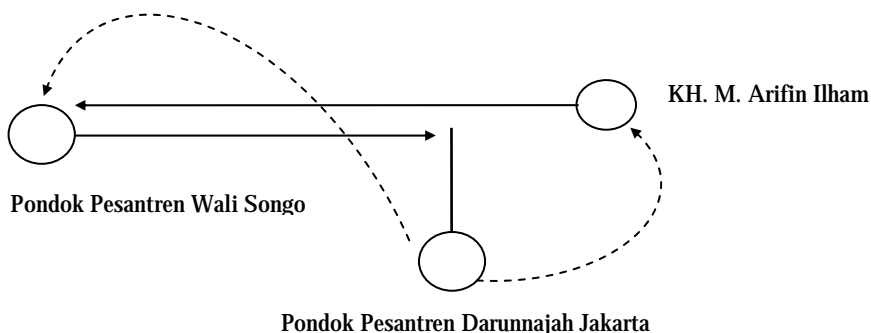 KH. M. Arifin Ilham
Pondok Pesantren Wali Songo
Pondok Pesantren Darunnajah Jakarta